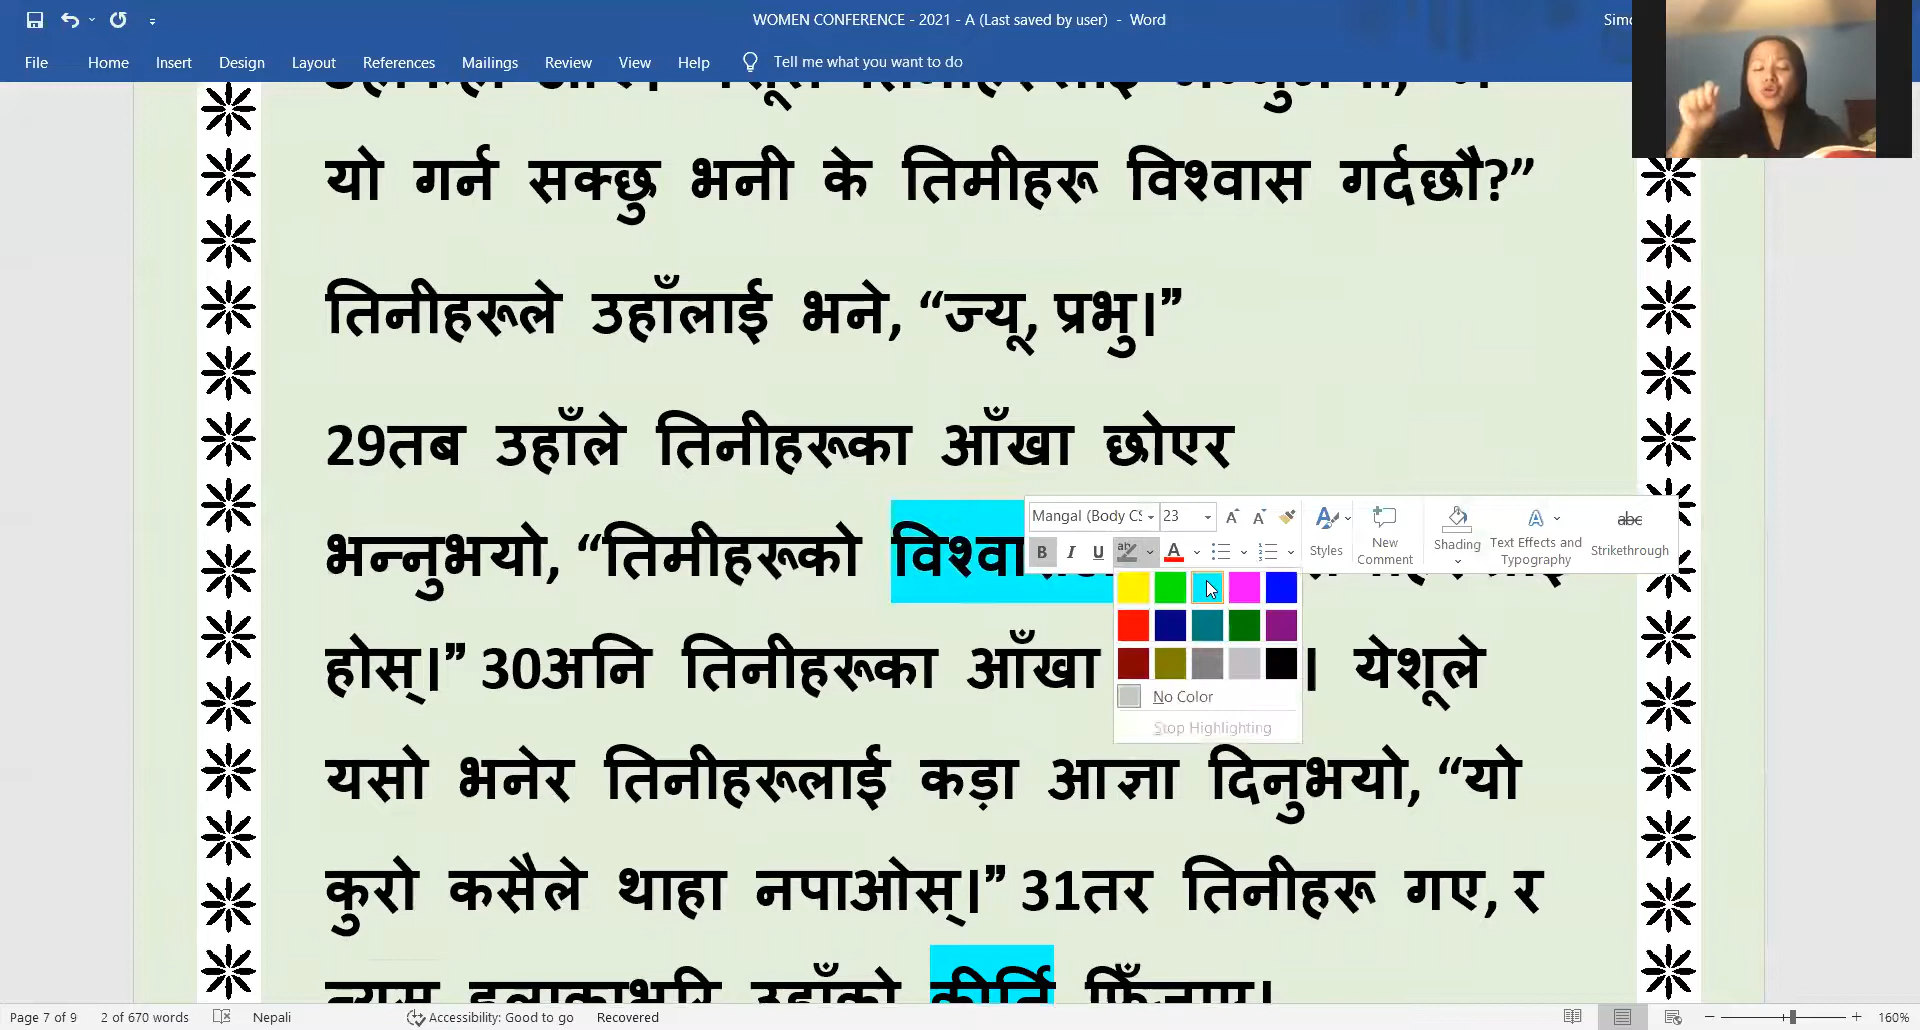 WOMEN CONFERENCE - 2021 - A (Last saved by user) - Word
File Home Insert Design Layout References Mailings Review View Help Tell me what you want to do
यो गर्न सक्छु भनी के तिमीहरू विश्वास गर्दछौ?”
तिनीहरूले उहाँलाई भने, “ज्यू, प्रभु।”
29तब उहाँले तिनीहरूका आँखा छोएर
भन्नुभयो, “तिमीहरूको
होस्।” 30अनि तिनीहरूका आँखा । येशूले
यसो भनेर तिनीहरूलाई कड़ा आज्ञा दिनुभयो, “यो
कुरो कसैले थाहा नपाओस्।” 31तर तिनीहरू गए, र
उहाँको कीर्ति फिँजाए।
Mangal (Body CS 23
B I U A Styles New Comment Shading Text Effects and Typography abc Strikethrough
No Color
Stop Highlighting
Page 7 of 9 2 of 670 words Nepali Accessibility: Good to go Recovered 160%